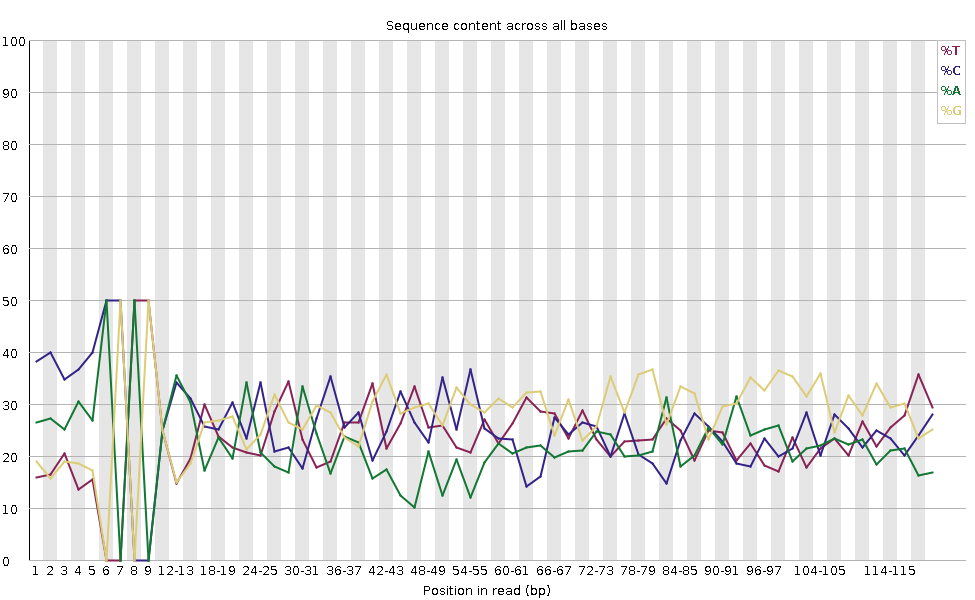 Sequence content across all bases
100
90
80
70
60
50
40
30
20
10
0
%T
%C
%A
%G
1 2 3 4 5 6 7 8 9 12-13 18-19 24-25 30-31 36-37 42-43 48-49 54-55 60-61 66-67 72-73 78-79 84-85 90-91 96-97 104-105 114-115
Position in read (bp)